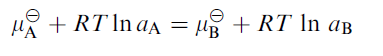 μ_A^⊖ + RT ln a_A = μ_B^⊖ + RT ln a_B